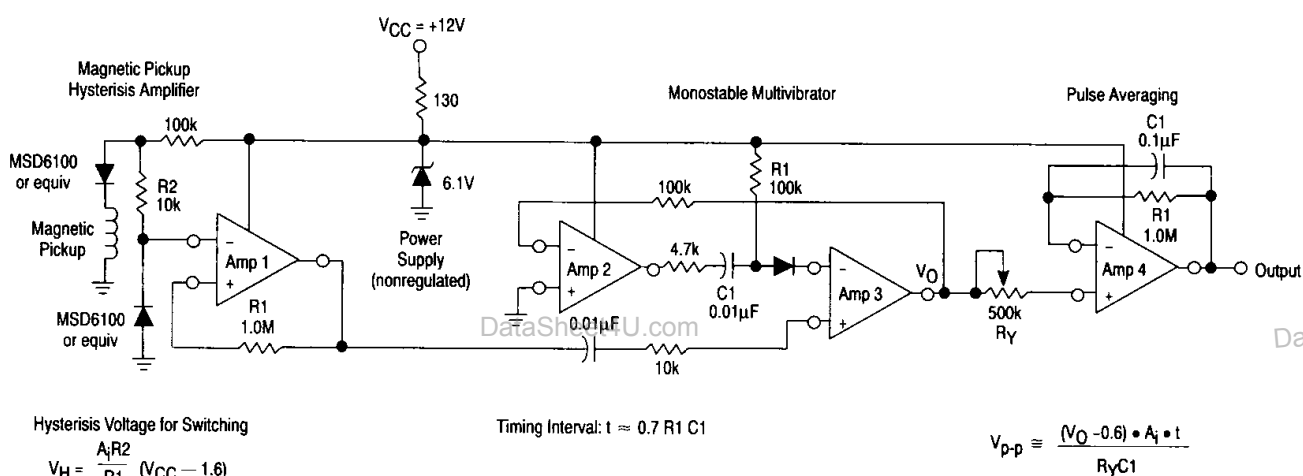 VCC = +12V
Magnetic Pickup
Hysterisis Amplifier
130
Monostable Multivibrator
Pulse Averaging
C1
0.1µF
100k
MSD6100
or equiv
R2
10k
Magnetic
Pickup
6.1V
R1
100k
100k
R1
1.0M
−
Amp 1
+
Power
Supply
(nonregulated)
−
Amp 2
+
4.7k
C1
0.01µF
−
Amp 3
+
VO
500k
RY
−
Amp 4
+
Output
MSD6100
or equiv
R1
1.0M
DataSheet4U.com
0.01µF
10k
Da
Hysterisis Voltage for Switching
VH = AiR2/R1 (VCC − 1.6)
Timing Interval: t ≈ 0.7 R1 C1
Vp-p ≅ (VO −0.6) • Ai • t / RYC1